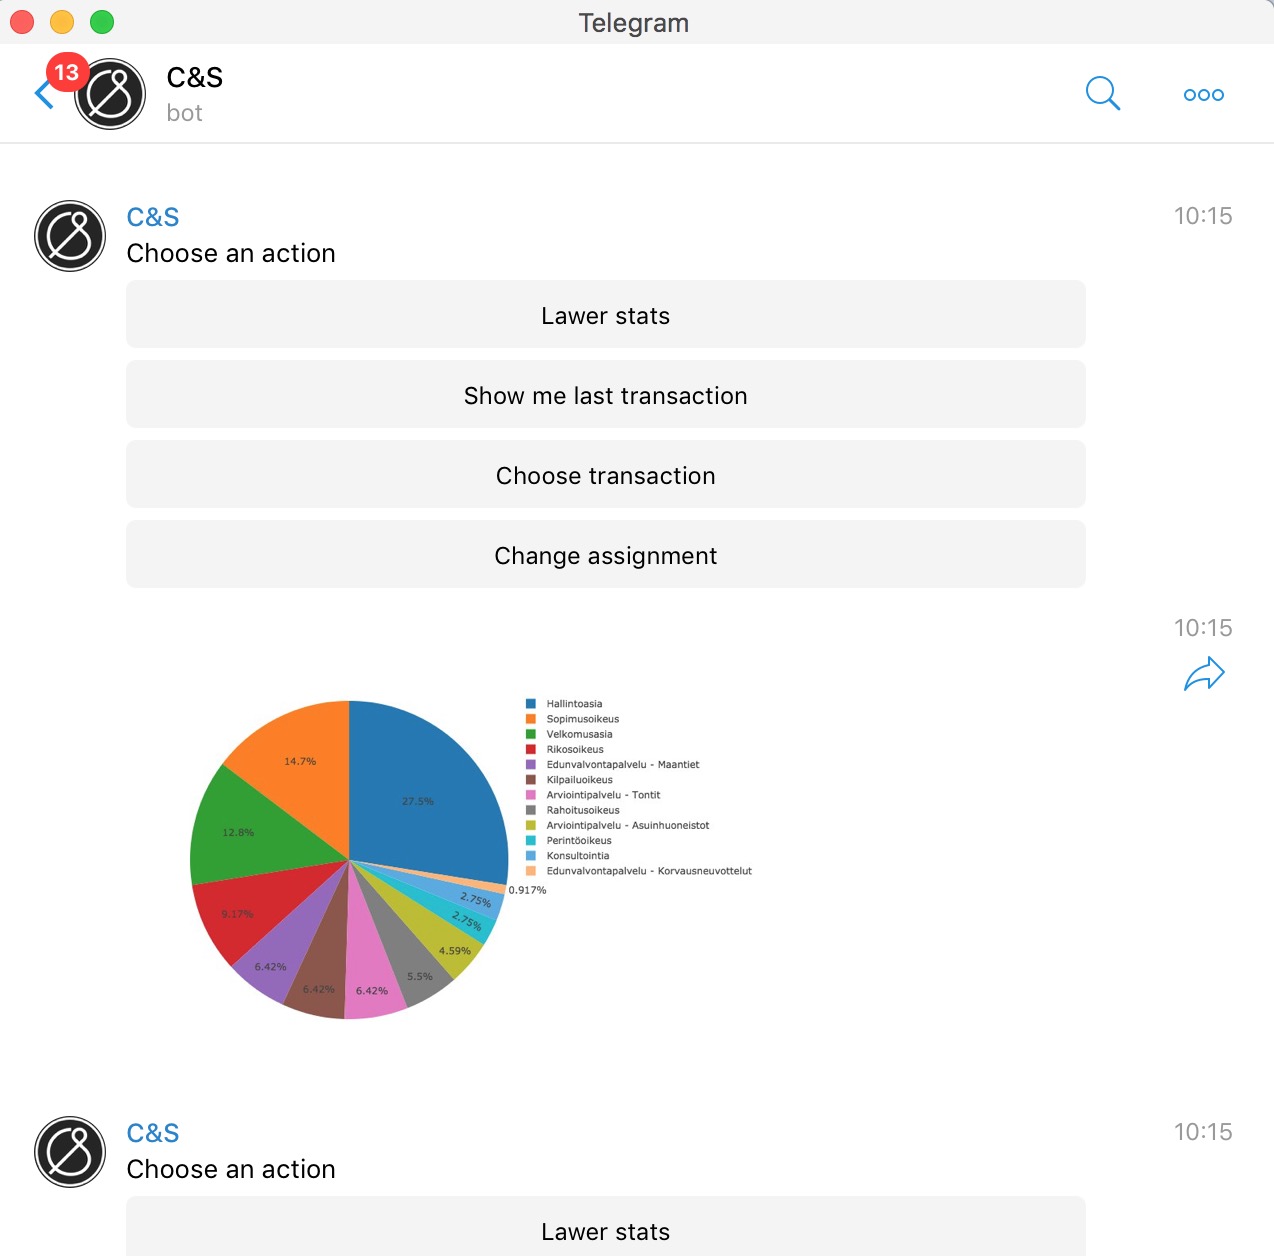 Telegram
13
C&S
bot
C&S
10:15
Choose an action
Lawer stats
Show me last transaction
Choose transaction
Change assignment
10:15
Hallintoasia
Sopimusoikeus
Velkomusasia
Rikosoikeus
Edunvalvontapalvelu - Maantiet
Kilpailuoikeus
Arviointipalvelu - Tontit
Rahoitusoikeus
Arviointipalvelu - Asuinhuoneistot
Perintöoikeus
Konsultointia
Edunvalvontapalvelu - Korvausneuvottelut
14.7%
27.5%
12.8%
0.917%
2.75%
9.17%
2.75%
4.59%
6.42%
5.5%
6.42%
6.42%
C&S
10:15
Choose an action
Lawer stats